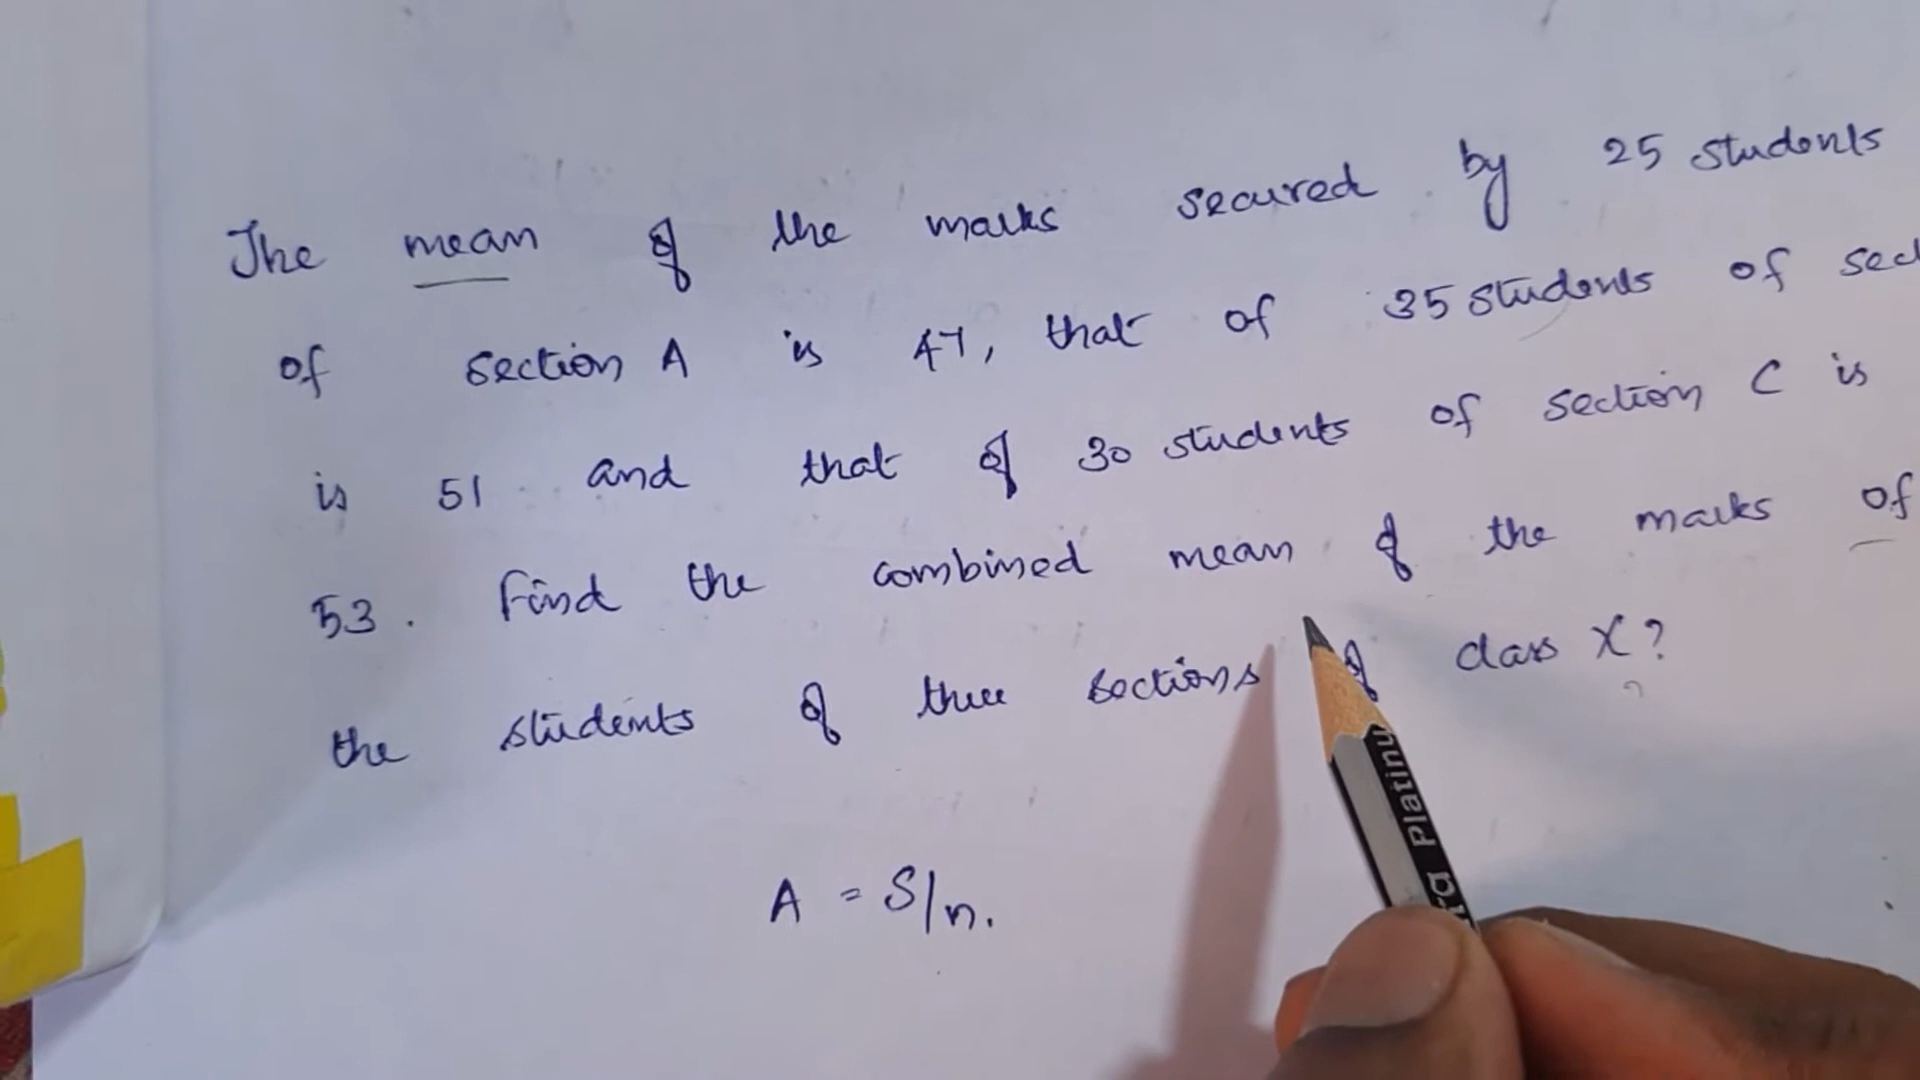 The mean of the marks secured by 25 students
of section A is 47, that of 35 students of sec
is 51 and that of 30 students of section C is
53. Find the combined mean of the marks of
the students of three sections of class X?
A = S/n.
Platinu